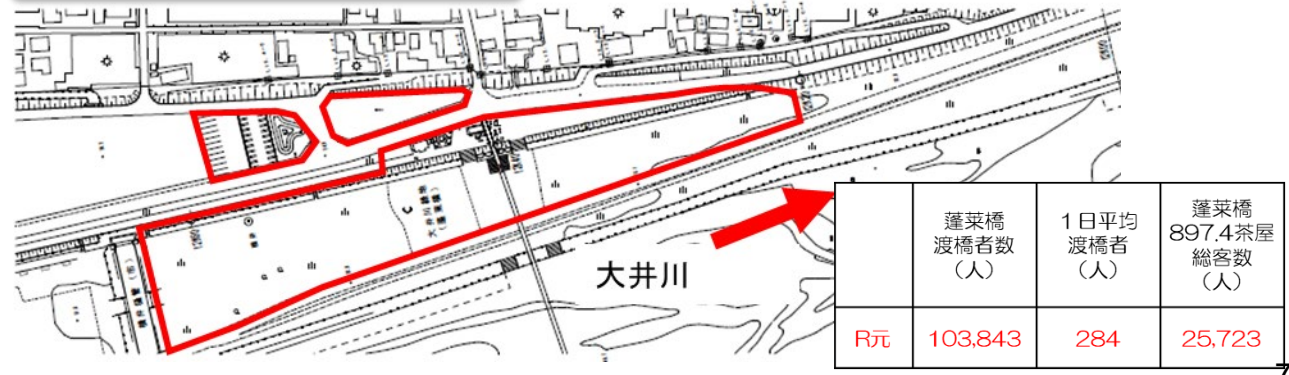 大井川
蓬莱橋
渡橋者数
(人)
1日平均
渡橋者
(人)
蓬莱橋
897.4茶屋
総客数
(人)
R元
103,843
284
25,723
7